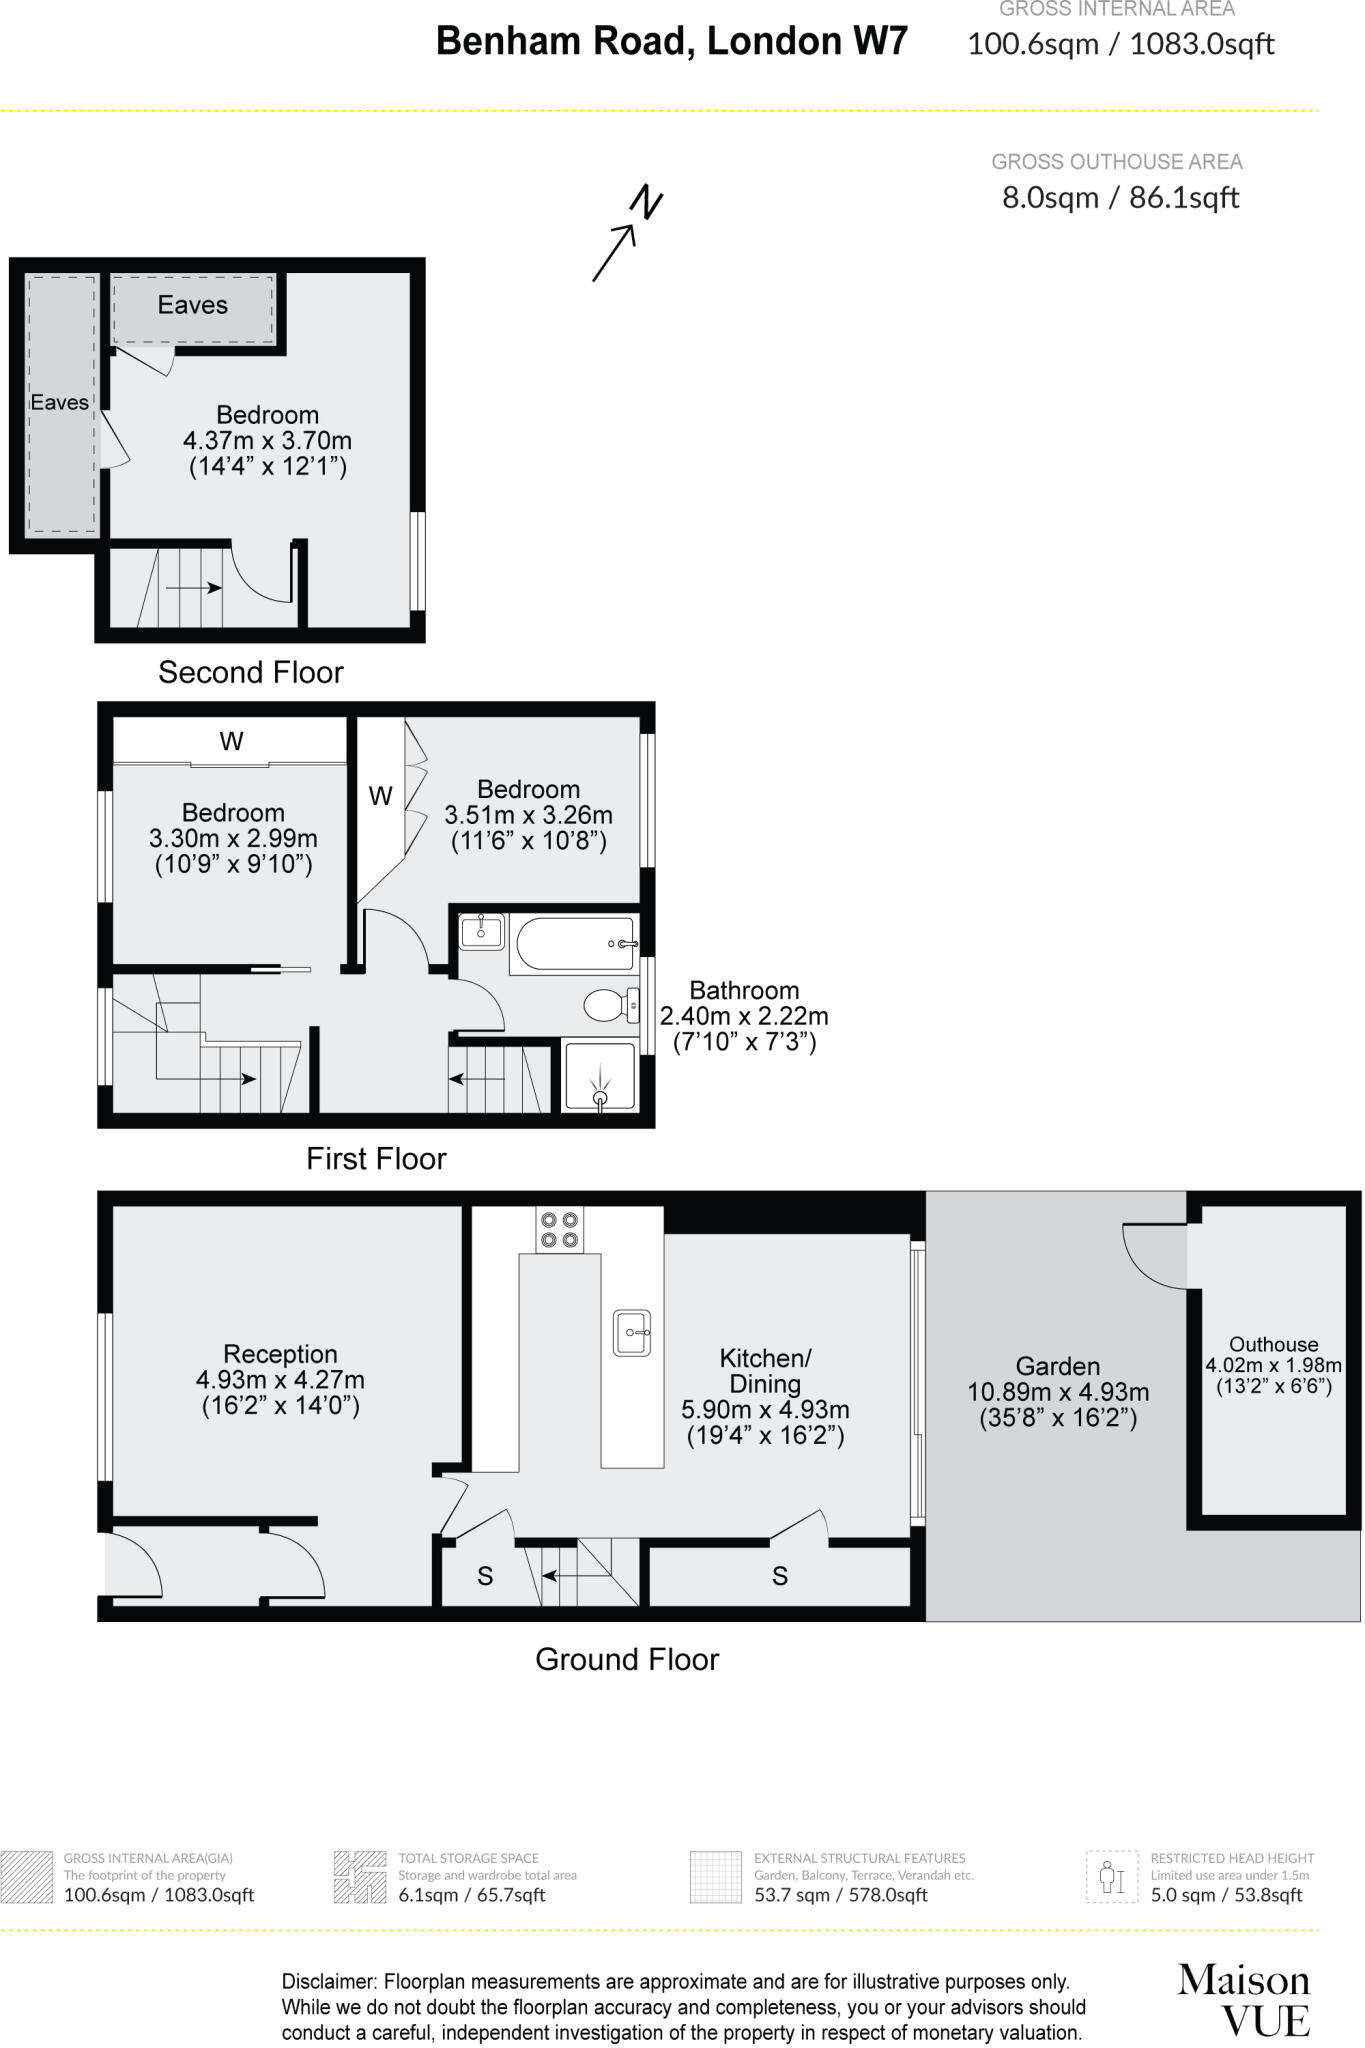 GROSS INTERNAL AREA
Benham Road, London W7
100.6sqm / 1083.0sqft
GROSS OUTHOUSE AREA
8.0sqm / 86.1sqft
N
Eaves
Eaves
Bedroom
4.37m x 3.70m
(14'4” x 12'1”)
Second Floor
W
W
Bedroom
3.30m x 2.99m
(10'9” x 9'10”)
Bedroom
3.51m x 3.26m
(11'6” x 10'8”)
Bathroom
2.40m x 2.22m
(7'10” x 7'3”)
First Floor
Reception
4.93m x 4.27m
(16'2” x 14'0”)
Kitchen/
Dining
5.90m x 4.93m
(19'4” x 16'2”)
Garden
10.89m x 4.93m
(35'8” x 16'2”)
Outhouse
4.02m x 1.98m
(13'2” x 6'6”)
S
S
Ground Floor
GROSS INTERNAL AREA(GIA)
The footprint of the property
100.6sqm / 1083.0sqft
TOTAL STORAGE SPACE
Storage and wardrobe total area
6.1sqm / 65.7sqft
EXTERNAL STRUCTURAL FEATURES
Garden, Balcony, Terrace, Verandah etc.
53.7 sqm / 578.0sqft
RESTRICTED HEAD HEIGHT
Limited use area under 1.5m
5.0 sqm / 53.8sqft
Disclaimer: Floorplan measurements are approximate and are for illustrative purposes only.
While we do not doubt the floorplan accuracy and completeness, you or your advisors should
conduct a careful, independent investigation of the property in respect of monetary valuation.
Maison
VUE